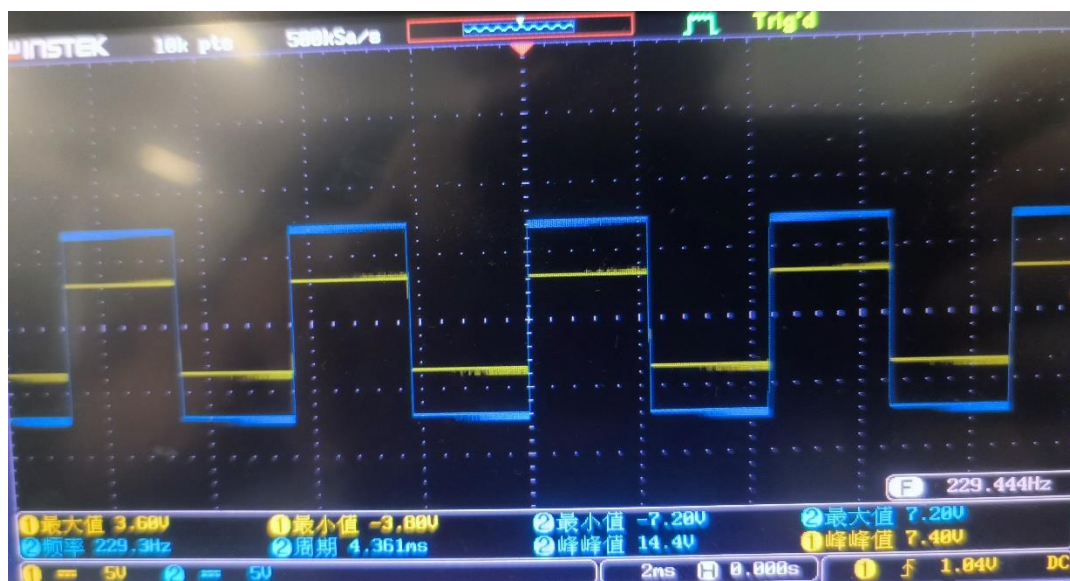 INSTEK 10k pts 500kSa/s Trig'd
F 229.444Hz
①最大值 3.60V ①最小值 -3.80V ②最小值 -7.20V ②最大值 7.20V
②频率 229.3Hz ②周期 4.361ms ②峰峰值 14.4V ①峰峰值 7.40V
① 5V ② 5V 2ms H 0.000s ① 1.04V DC